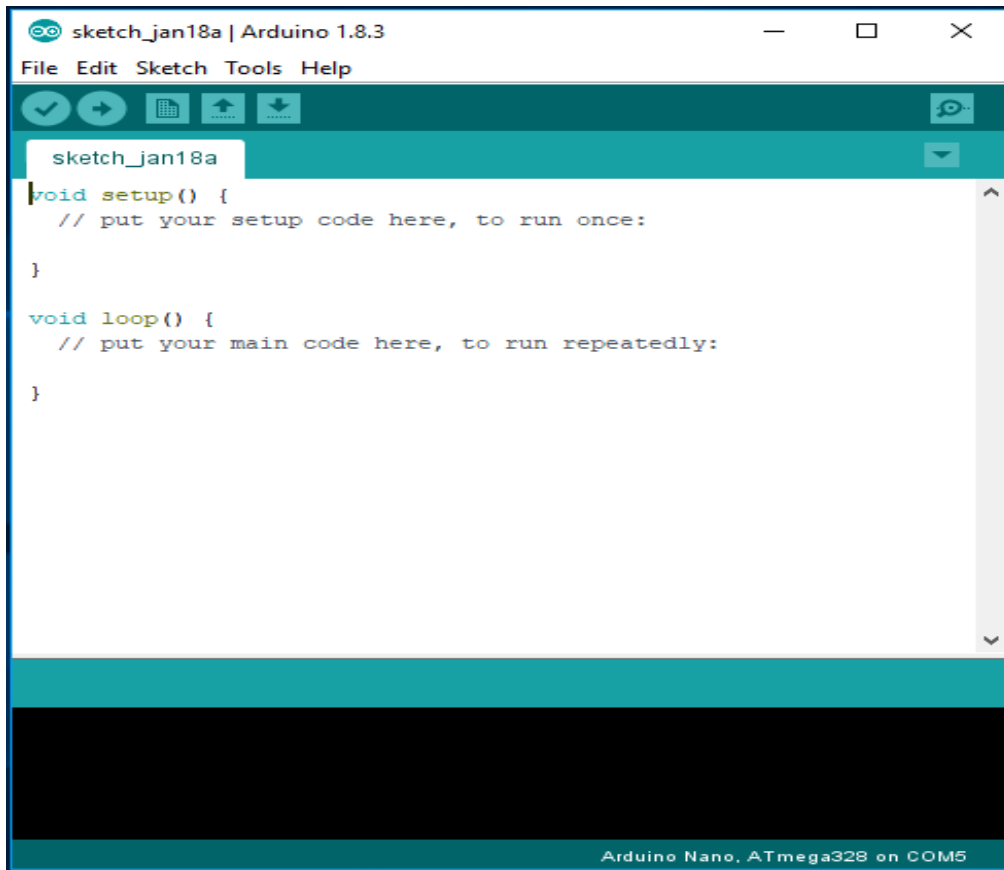 sketch_jan18a | Arduino 1.8.3
File Edit Sketch Tools Help
sketch_jan18a
void setup() {
  // put your setup code here, to run once:
}
void loop() {
  // put your main code here, to run repeatedly:
}
Arduino Nano, ATmega328 on COM5